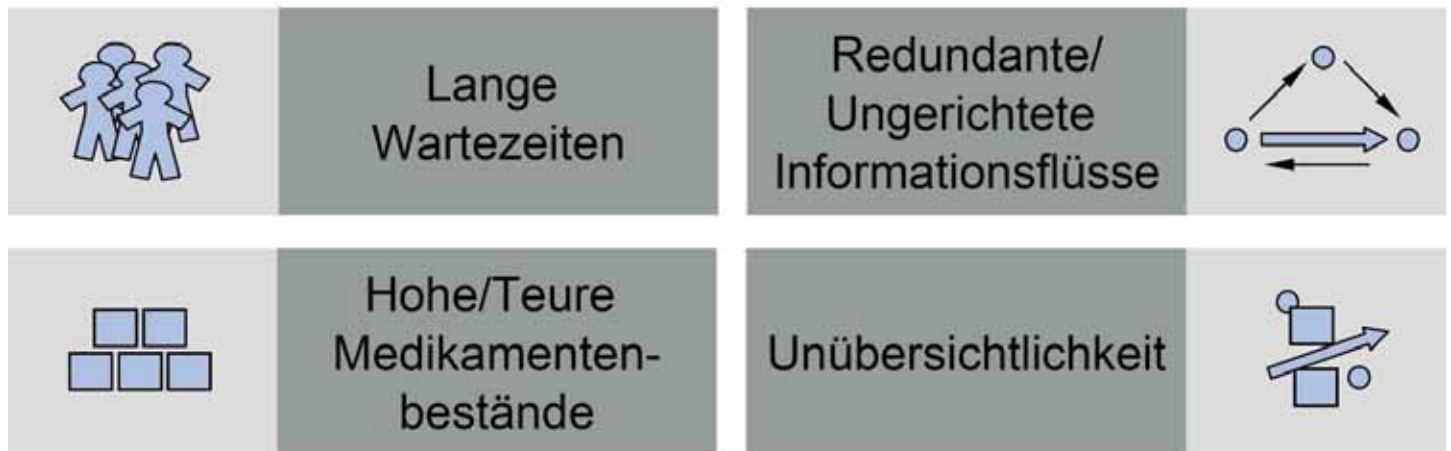 Lange
Wartezeiten
Redundante/
Ungerichtete
Informationsflüsse
Hohe/Teure
Medikamenten-
bestände
Unübersichtlichkeit